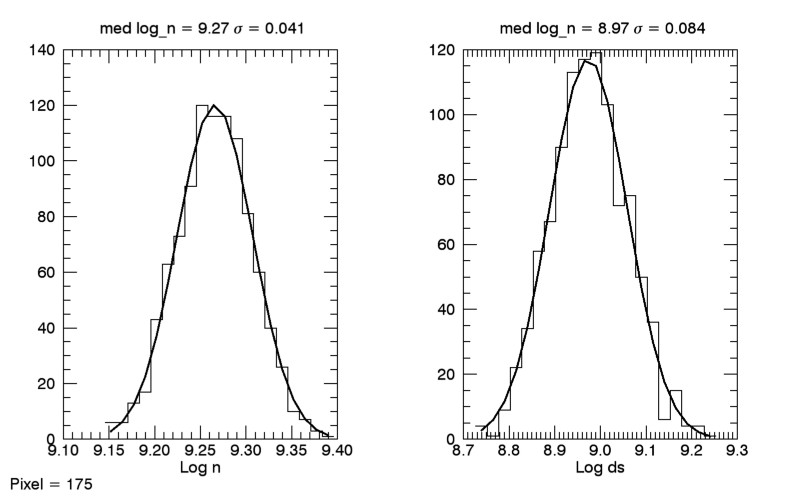 med log_n = 9.27 σ = 0.041
140
120
100
80
60
40
20
0
9.10 9.15 9.20 9.25 9.30 9.35 9.40
Log n
med log_n = 8.97 σ = 0.084
120
100
80
60
40
20
0
8.7 8.8 8.9 9.0 9.1 9.2 9.3
Log ds
Pixel = 175